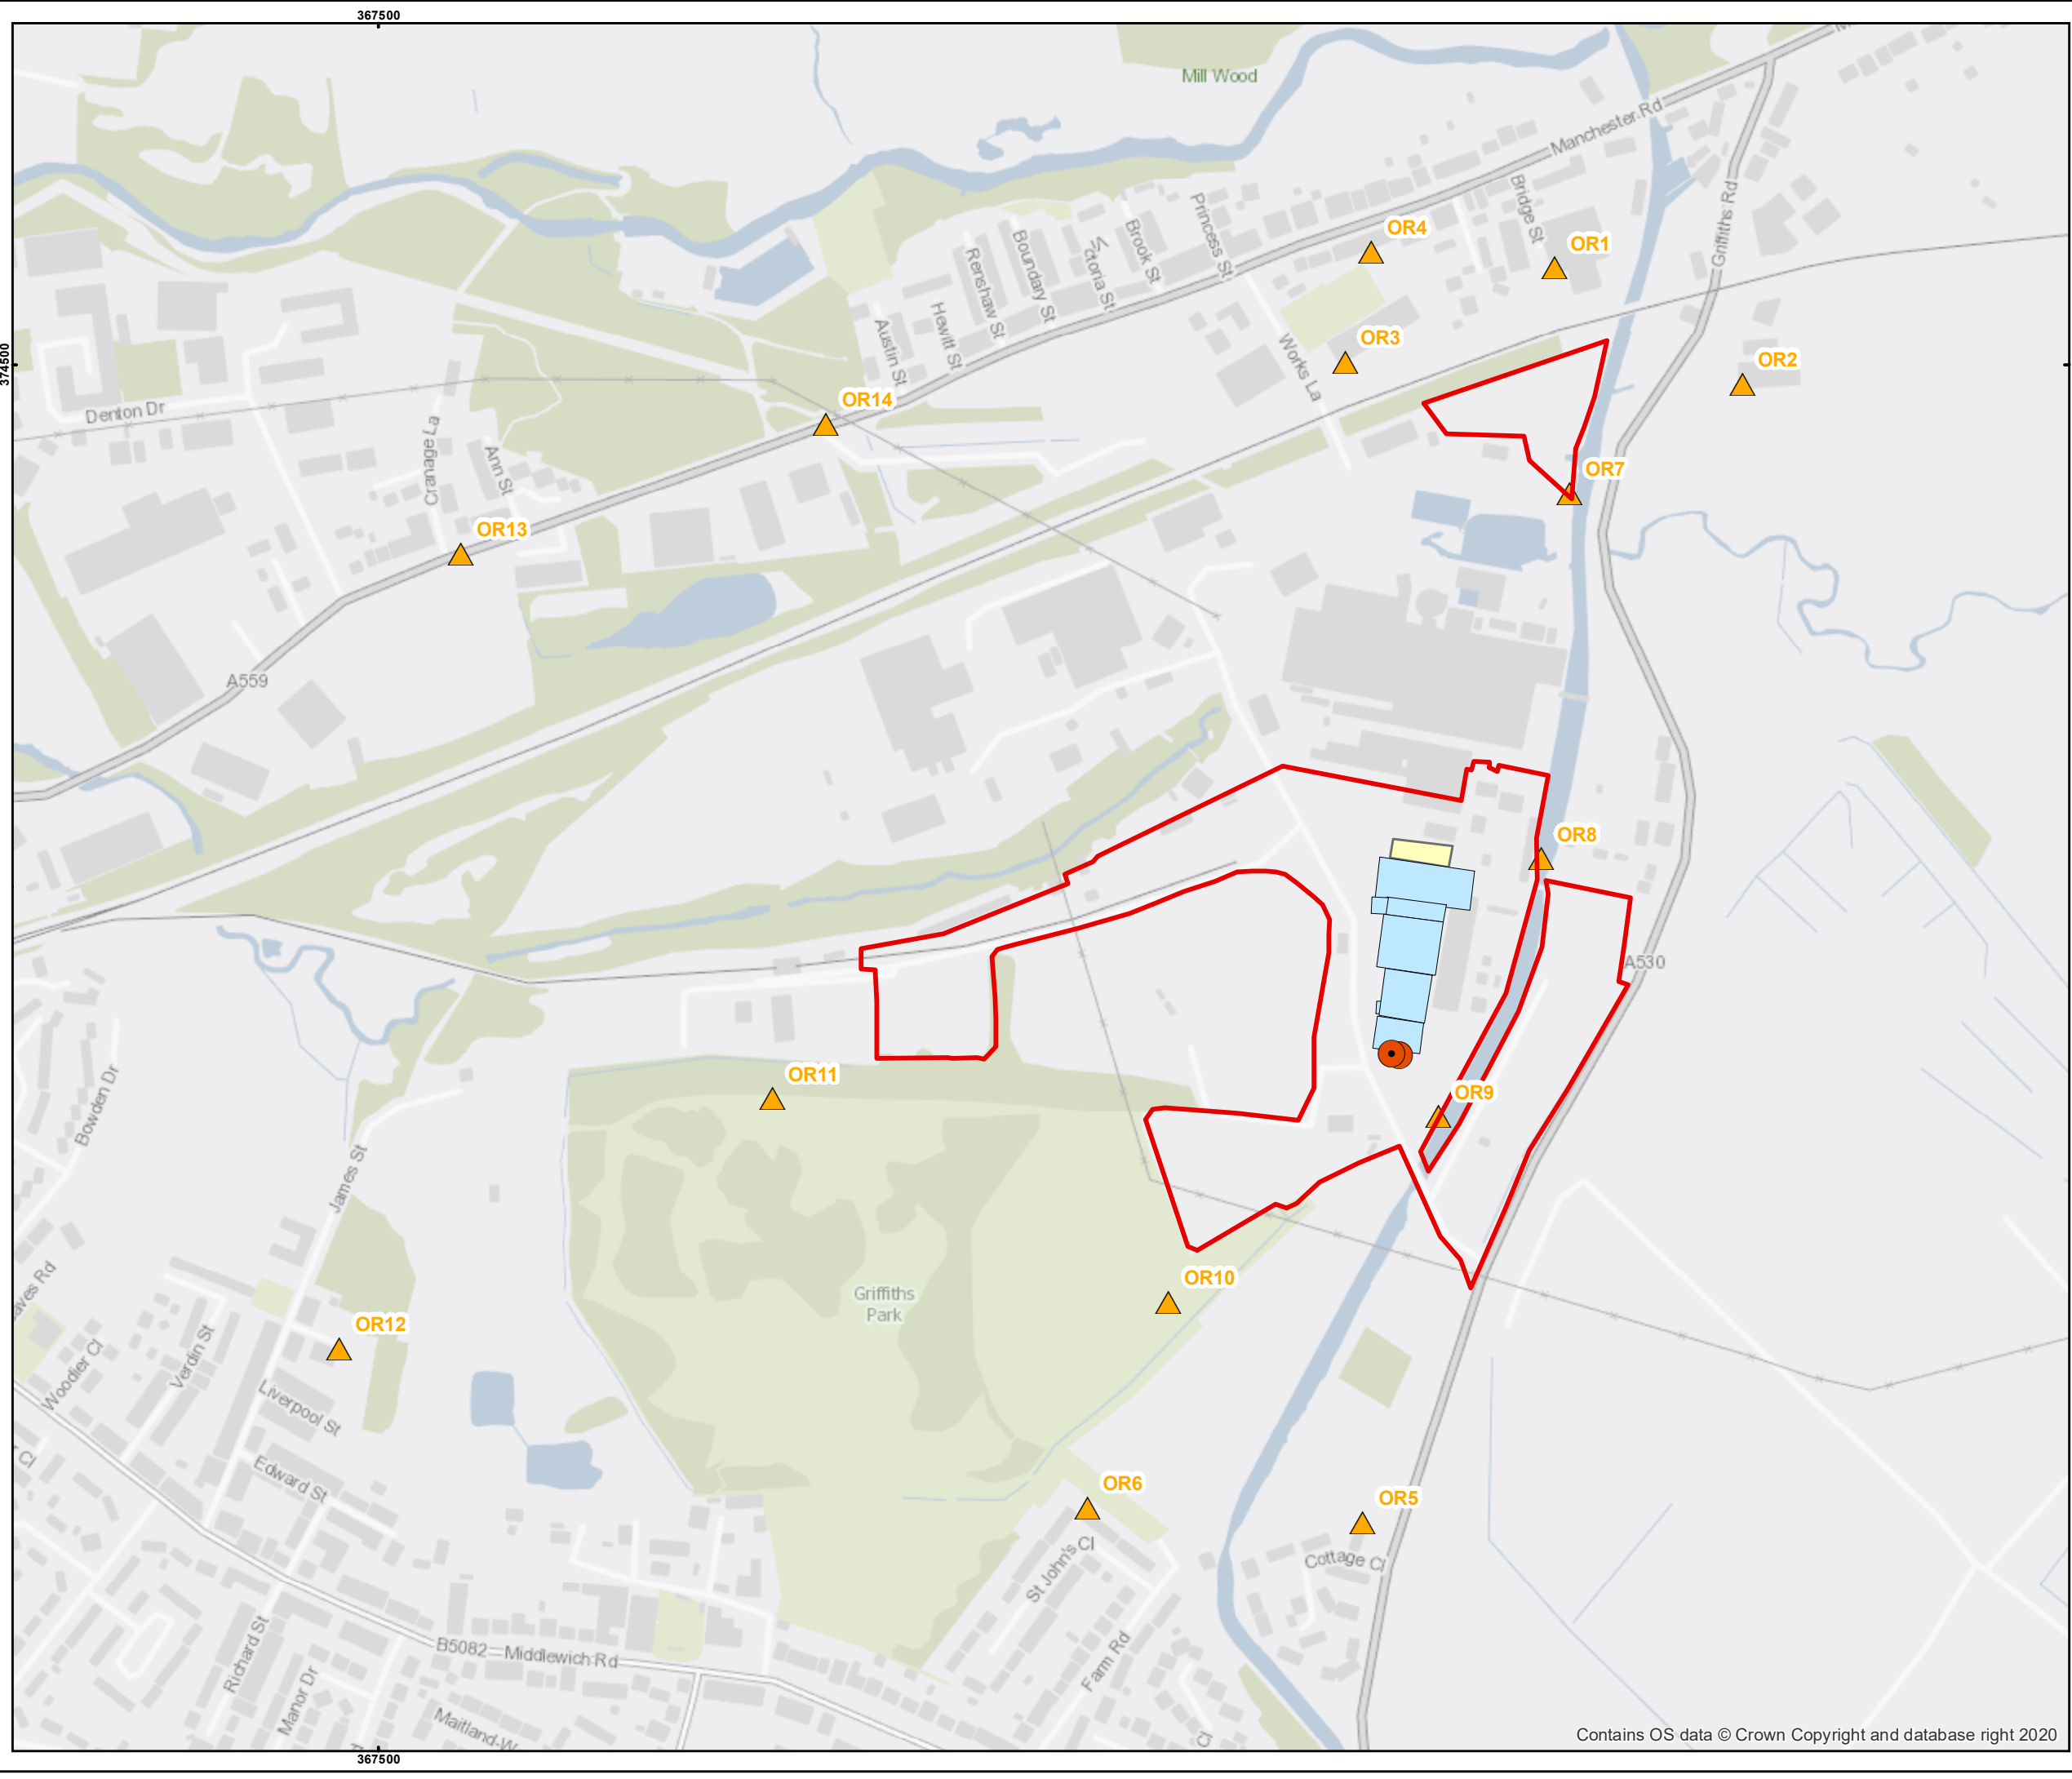 367500
Mill Wood
Manchester Rd
Bridge St
Griffiths Rd
Princess St
OR4
OR1
Brook St
Victoria St
Boundary St
Renshaw St
Hewitt St
Austin St
OR3
Works La
OR2
374500
OR14
Denton Dr
Cranage La
Ann St
OR7
OR13
A559
OR8
A530
OR11
OR9
Bowden Dr
James St
Griffiths
Park
OR10
OR12
Woodier Cl
Verdin St
Liverpool St
Edward St
OR6
OR5
St John's Cl
Cottage Cl
B5082
Middlewich Rd
Richard St
Manor Dr
Farm Rd
Maitland-W
Cl
Contains OS data © Crown Copyright and database right 2020
367500